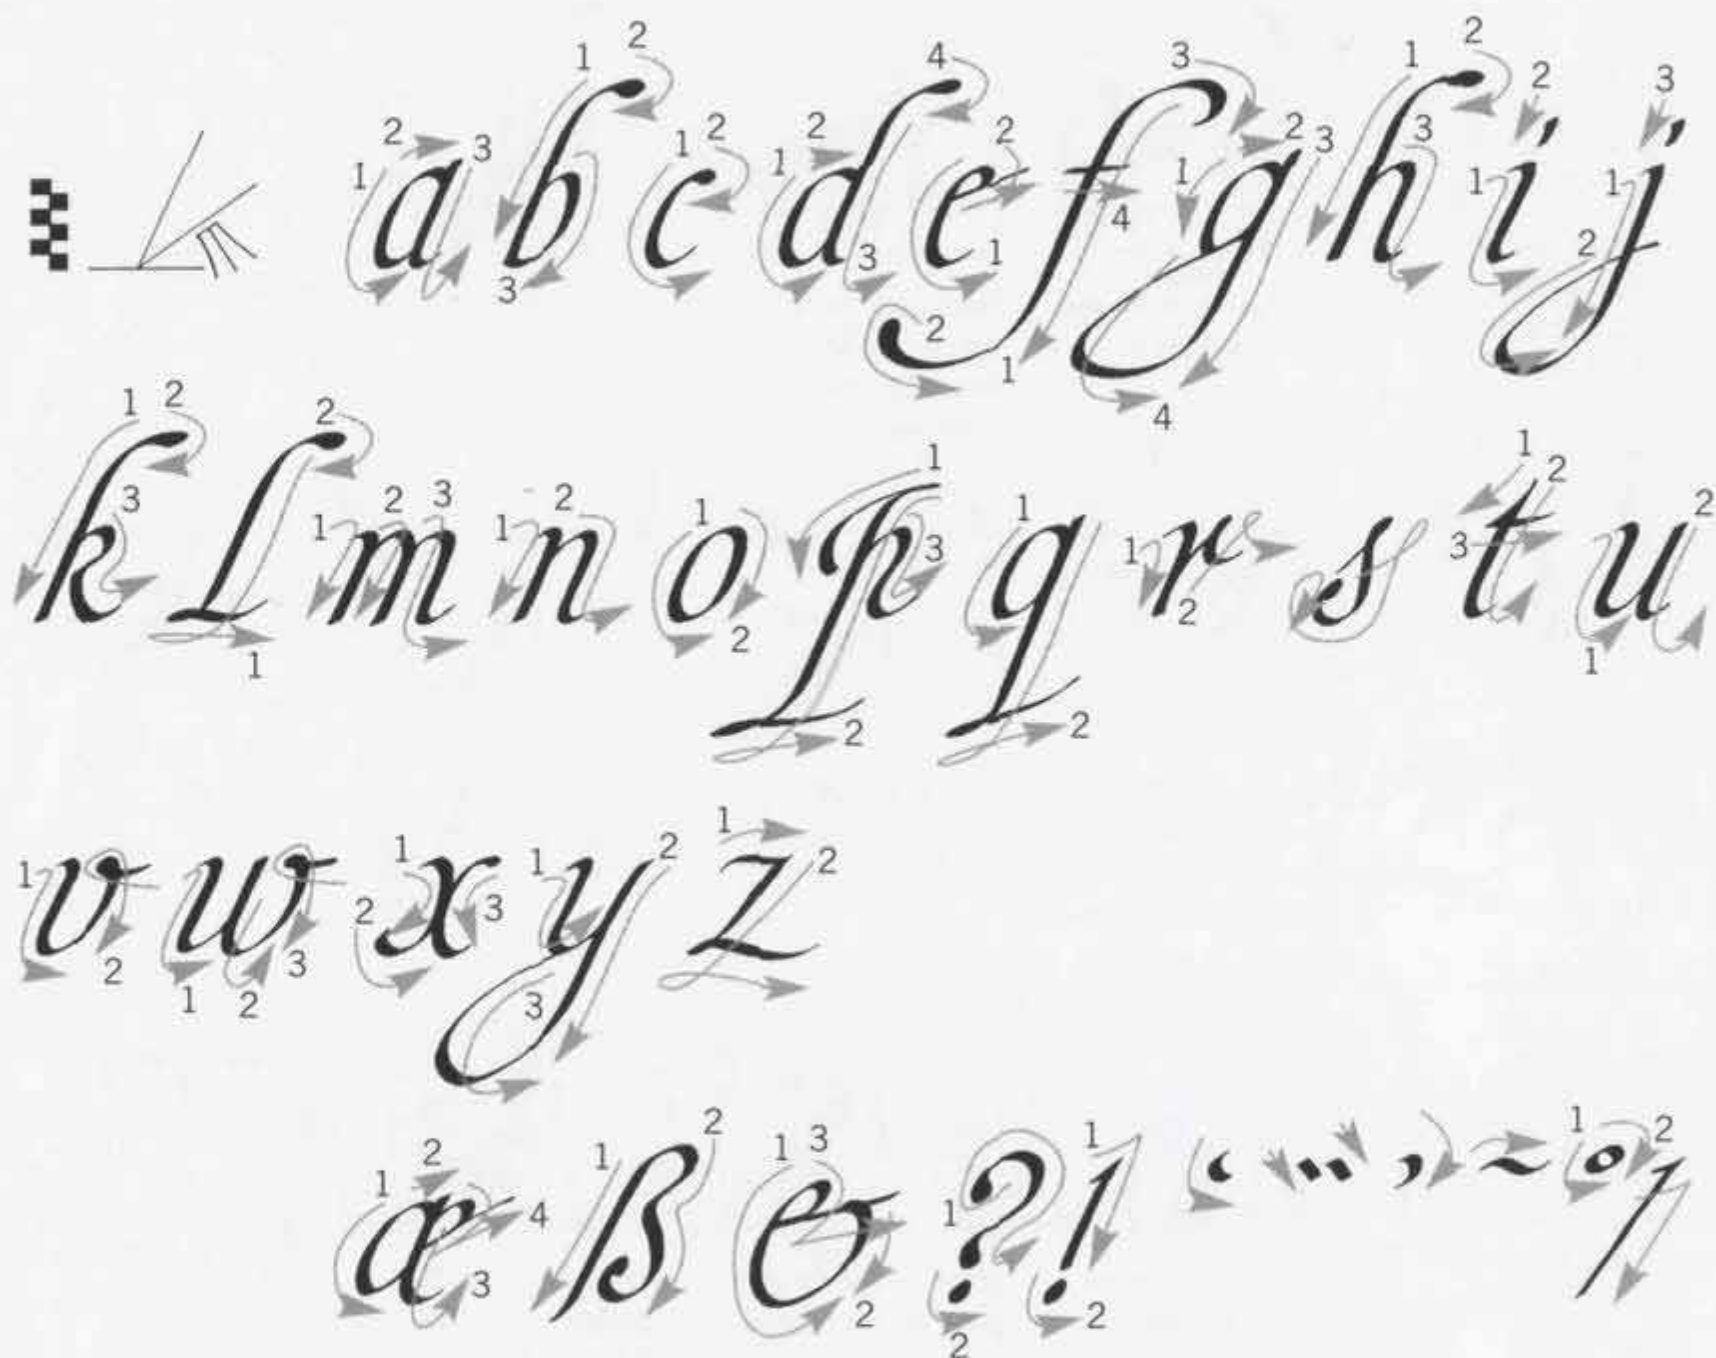 a b c d e f g h i j
k l m n o p q r s t u
v w x y z
æ ß & ? ! ‘ ¨ ’ ~ ° /